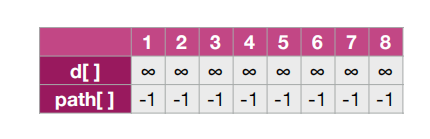 1 2 3 4 5 6 7 8
d[ ] ∞ ∞ ∞ ∞ ∞ ∞ ∞ ∞
path[ ] -1 -1 -1 -1 -1 -1 -1 -1